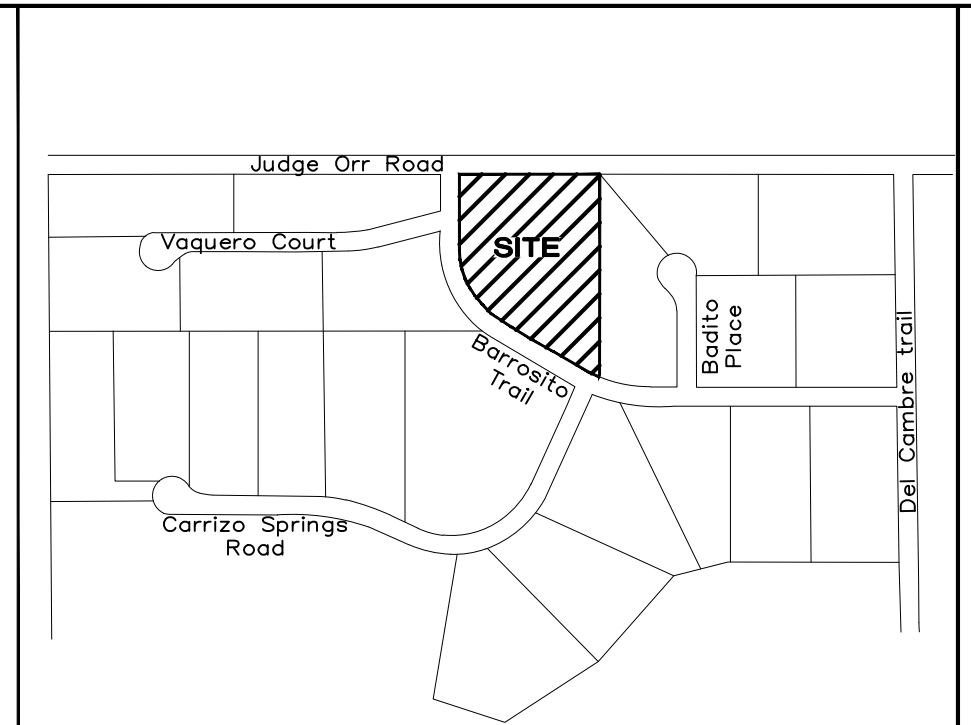 Judge Orr Road
Vaquero Court
SITE
Badito
Place
Barrosito
Trail
Del Cambre trail
Carrizo Springs
Road